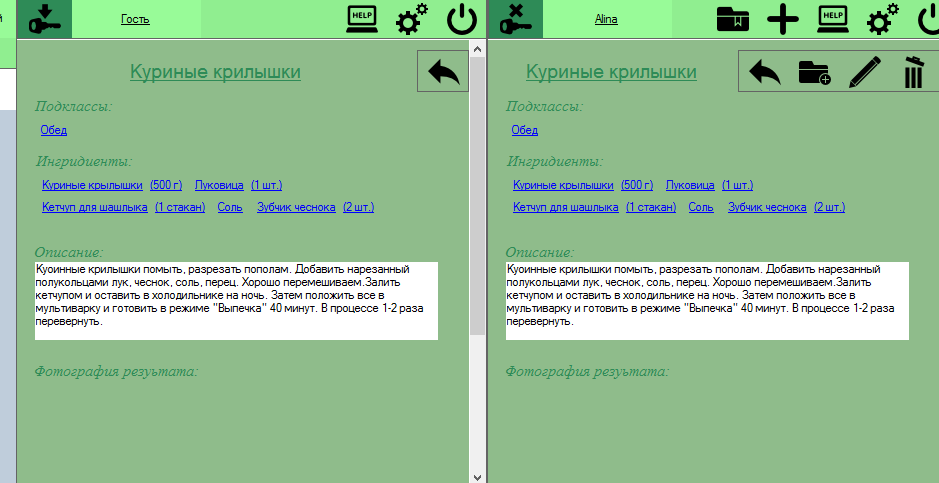 й
Гость
HELP
Куриные крилышки
Подклассы:
Обед
Ингридиенты:
Куриные крылышки (500 г) Луковица (1 шт.)
Кетчуп для шашлыка (1 стакан) Соль Зубчик чеснока (2 шт.)
Описание:
Куоинные крилышки помыть, разрезать пополам. Добавить нарезанный
полукольцами лук, чеснок, соль, перец. Хорошо перемешиваем.Залить
кетчупом и оставить в холодильнике на ночь. Затем положить все в
мультиварку и готовить в режиме "Выпечка" 40 минут. В процессе 1-2 раза
перевернуть.
Фотография резуьтата:
Alina
HELP
Куриные крилышки
Подклассы:
Обед
Ингридиенты:
Куриные крылышки (500 г) Луковица (1 шт.)
Кетчуп для шашлыка (1 стакан) Соль Зубчик чеснока (2 шт.)
Описание:
Куоинные крилышки помыть, разрезать пополам. Добавить нарезанный
полукольцами лук, чеснок, соль, перец. Хорошо перемешиваем.Залить
кетчупом и оставить в холодильнике на ночь. Затем положить все в
мультиварку и готовить в режиме "Выпечка" 40 минут. В процессе 1-2 раза
перевернуть.
Фотография резуьтата: